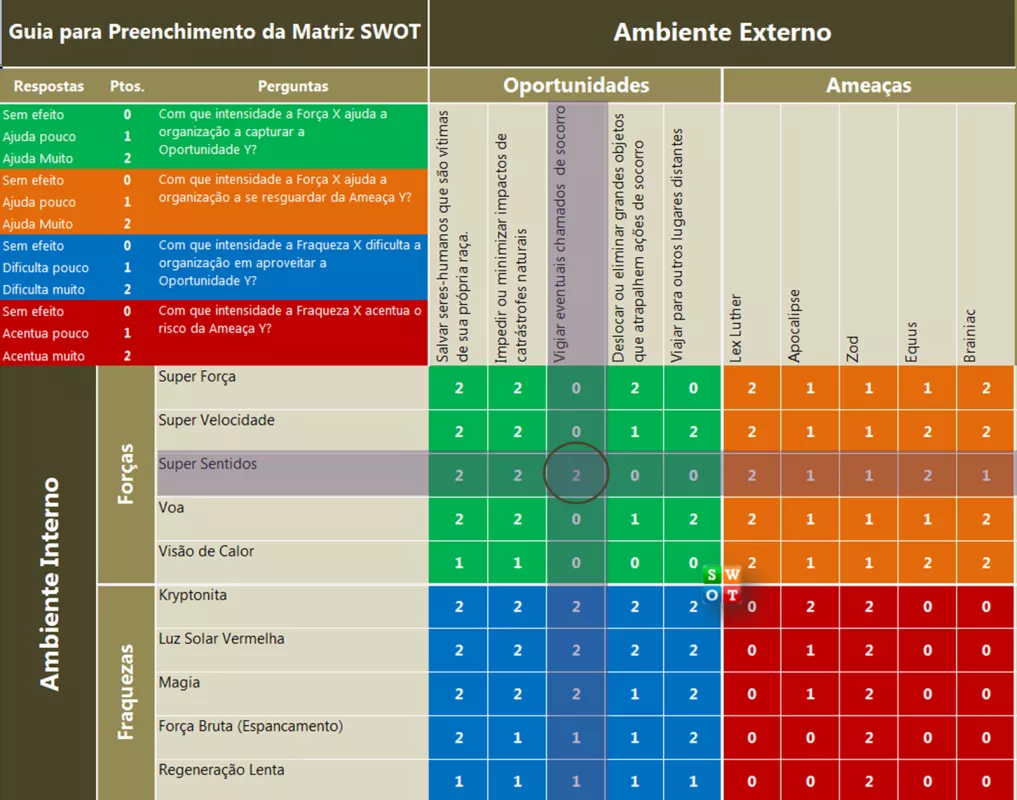 Guia para Preenchimento da Matriz SWOT
Ambiente Externo
Respostas Ptos. Perguntas
Oportunidades
Ameaças
Sem efeito 0
Ajuda pouco 1
Ajuda Muito 2
Com que intensidade a Força X ajuda a
organização a capturar a
Oportunidade Y?
Sem efeito 0
Ajuda pouco 1
Ajuda Muito 2
Com que intensidade a Força X ajuda a
organização a se resguardar da Ameaça Y?
Sem efeito 0
Dificulta pouco 1
Dificulta muito 2
Com que intensidade a Fraqueza X dificulta a
organização em aproveitar a
Oportunidade Y?
Sem efeito 0
Acentua pouco 1
Acentua muito 2
Com que intensidade a Fraqueza X acentua o
risco da Ameaça Y?
Salvar seres-humanos que são vítimas
de sua própria raça.
Impedir ou minimizar impactos de
catrástrofes naturais
Vigiar eventuais chamados de socorro
Deslocar ou eliminar grandes objetos
que atrapalhem ações de socorro
Viajar para outros lugares distantes
Lex Luther
Apocalipse
Zod
Equus
Brainiac
Ambiente Interno
Forças
Super Força 2 2 0 2 0 2 1 1 1 2
Super Velocidade 2 2 0 1 2 2 1 1 2 2
Super Sentidos 2 2 2 0 0 2 1 1 2 1
Voa 2 2 0 1 2 2 1 1 1 2
Visão de Calor 1 1 0 0 0 2 1 1 2 2
S W
O T
Fraquezas
Kryptonita 2 2 2 2 2 0 2 2 0 0
Luz Solar Vermelha 2 2 2 2 2 0 1 2 0 0
Magia 2 2 2 1 2 0 1 2 0 0
Força Bruta (Espancamento) 2 1 1 1 2 0 0 2 0 0
Regeneração Lenta 1 1 1 1 1 0 0 2 0 0